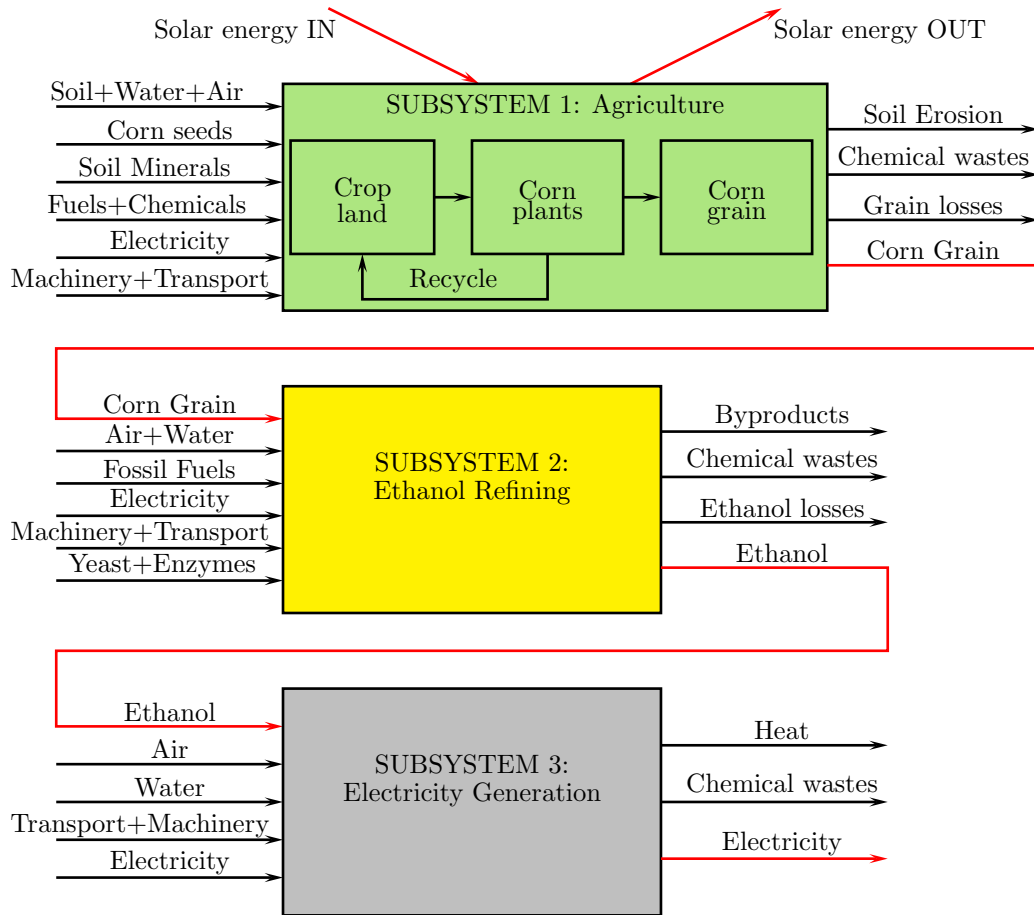 Solar energy IN
Solar energy OUT
Soil+Water+Air
Corn seeds
Soil Minerals
Fuels+Chemicals
Electricity
Machinery+Transport
SUBSYSTEM 1: Agriculture
Crop
land
Corn
plants
Corn
grain
Recycle
Soil Erosion
Chemical wastes
Grain losses
Corn Grain
Corn Grain
Air+Water
Fossil Fuels
Electricity
Machinery+Transport
Yeast+Enzymes
SUBSYSTEM 2:
Ethanol Refining
Byproducts
Chemical wastes
Ethanol losses
Ethanol
Ethanol
Air
Water
Transport+Machinery
Electricity
SUBSYSTEM 3:
Electricity Generation
Heat
Chemical wastes
Electricity